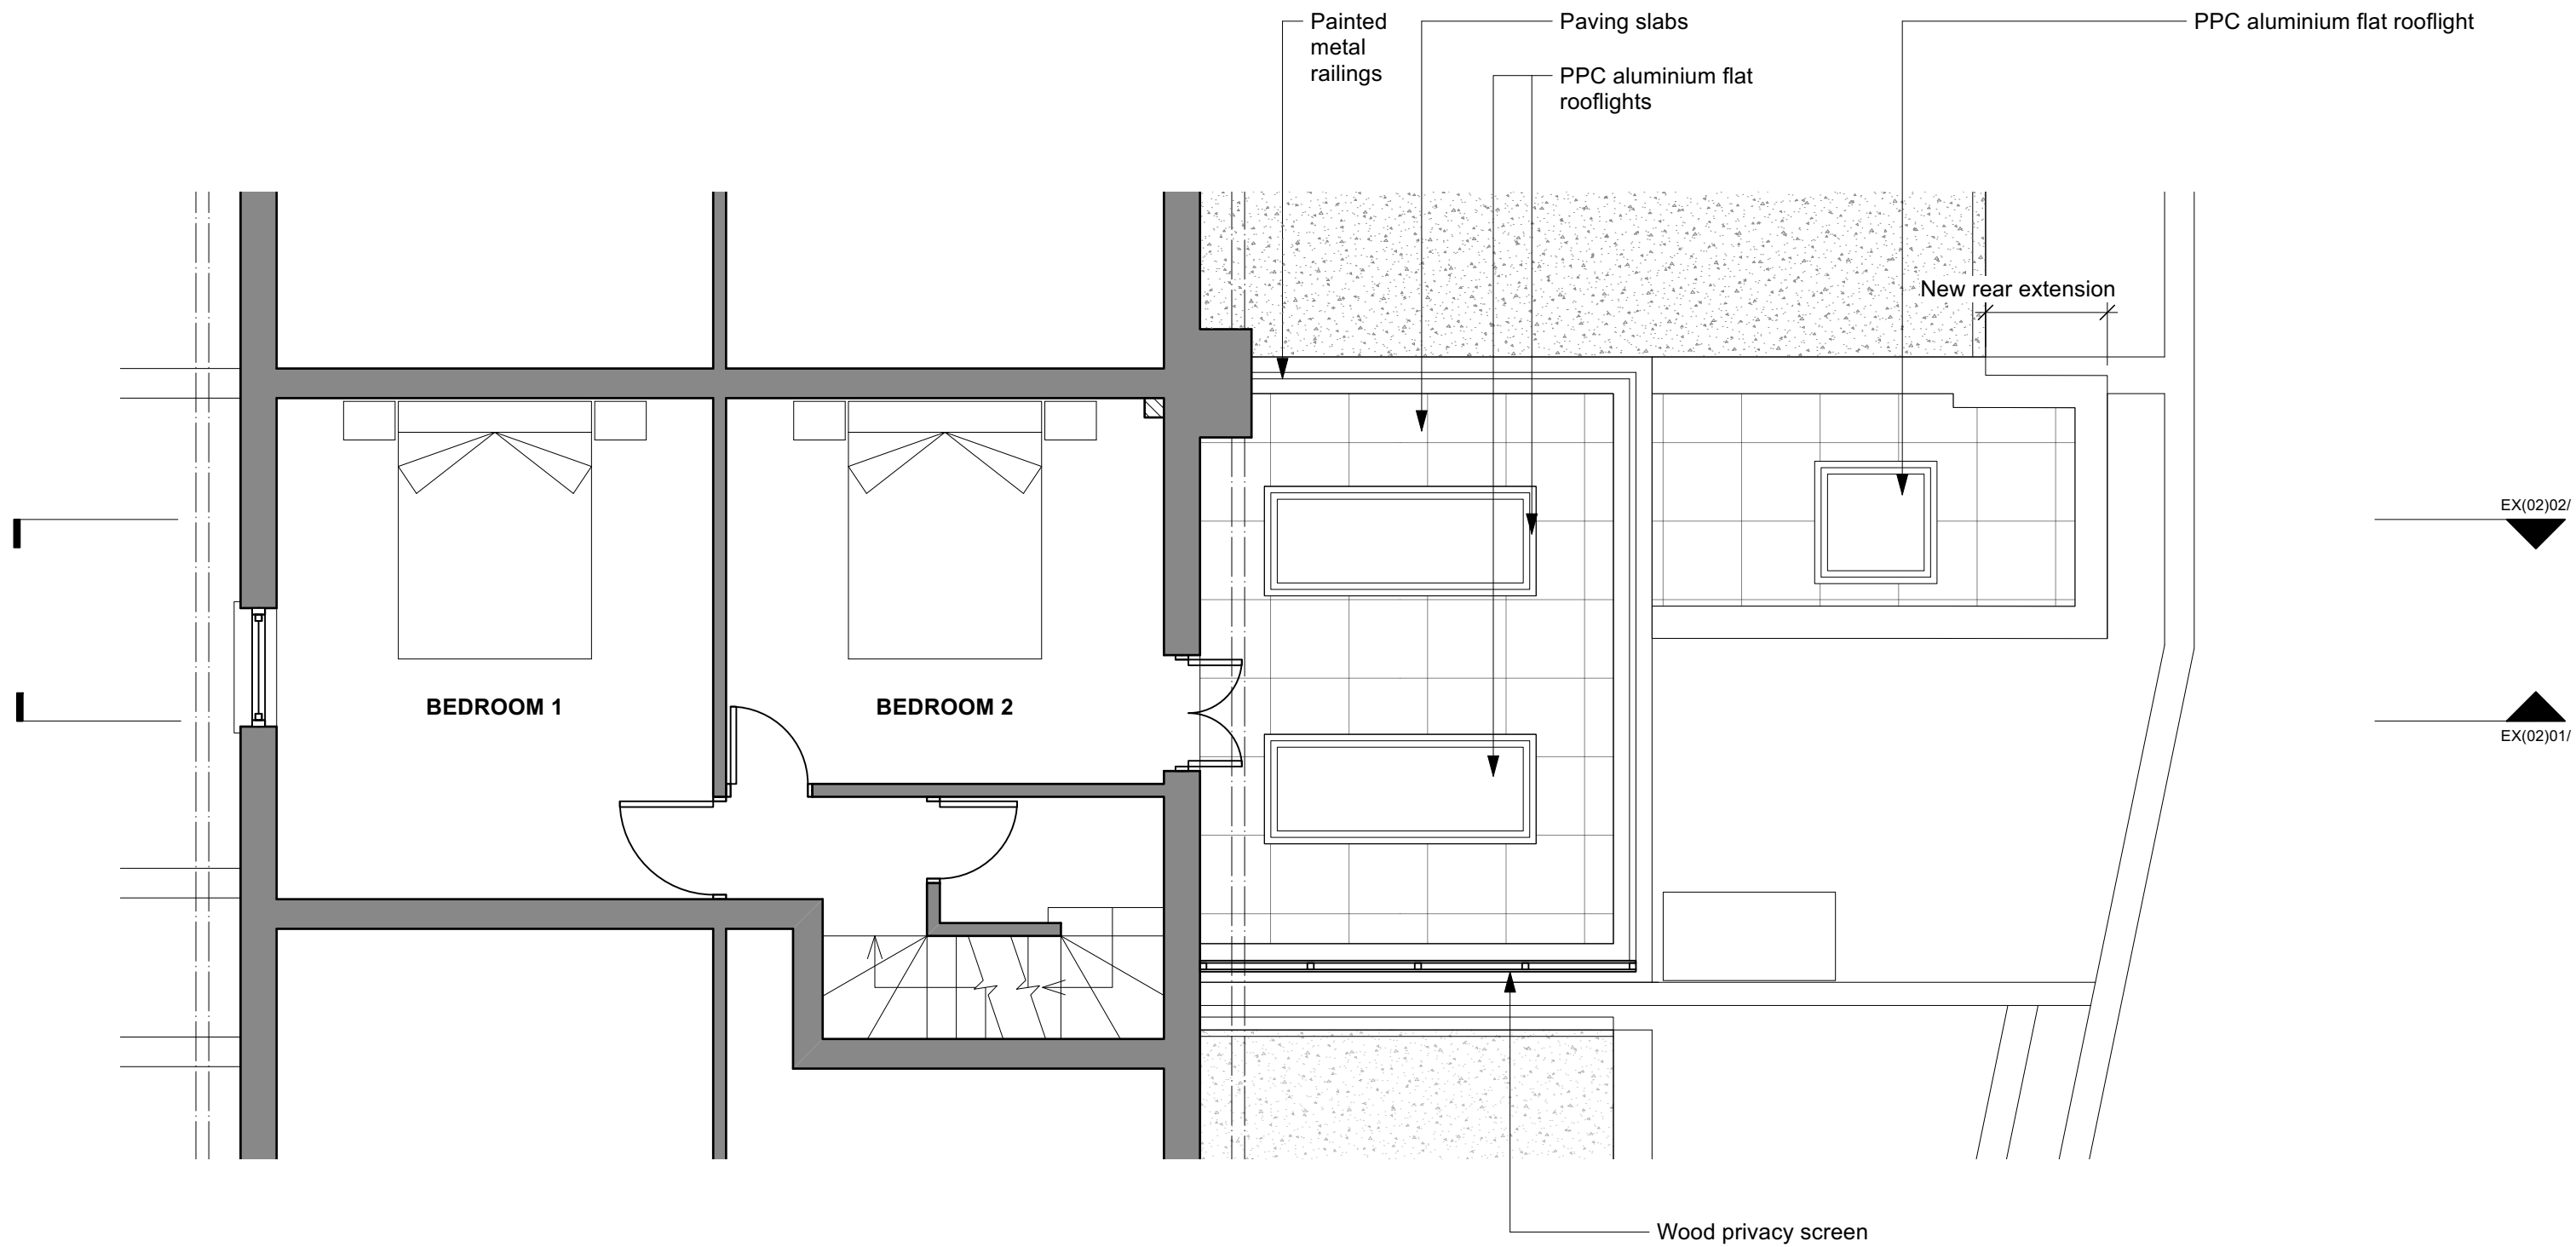 Painted
metal
railings
Paving slabs
PPC aluminium flat
rooflights
PPC aluminium flat rooflight
New rear extension
EX(02)02/
BEDROOM 1
BEDROOM 2
EX(02)01/
Wood privacy screen